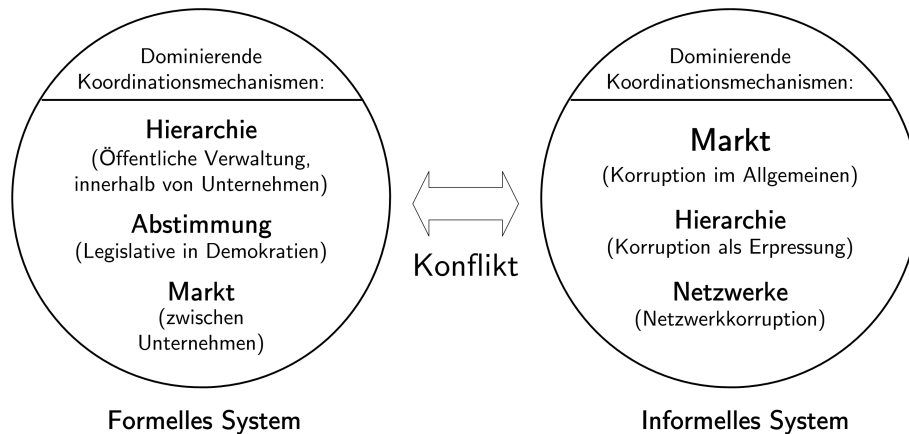 Dominierende
Koordinationsmechanismen:
Hierarchie
(Öffentliche Verwaltung,
innerhalb von Unternehmen)
Abstimmung
(Legislative in Demokratien)
Markt
(zwischen
Unternehmen)
Formelles System
Konflikt
Dominierende
Koordinationsmechanismen:
Markt
(Korruption im Allgemeinen)
Hierarchie
(Korruption als Erpressung)
Netzwerke
(Netzwerkkorruption)
Informelles System